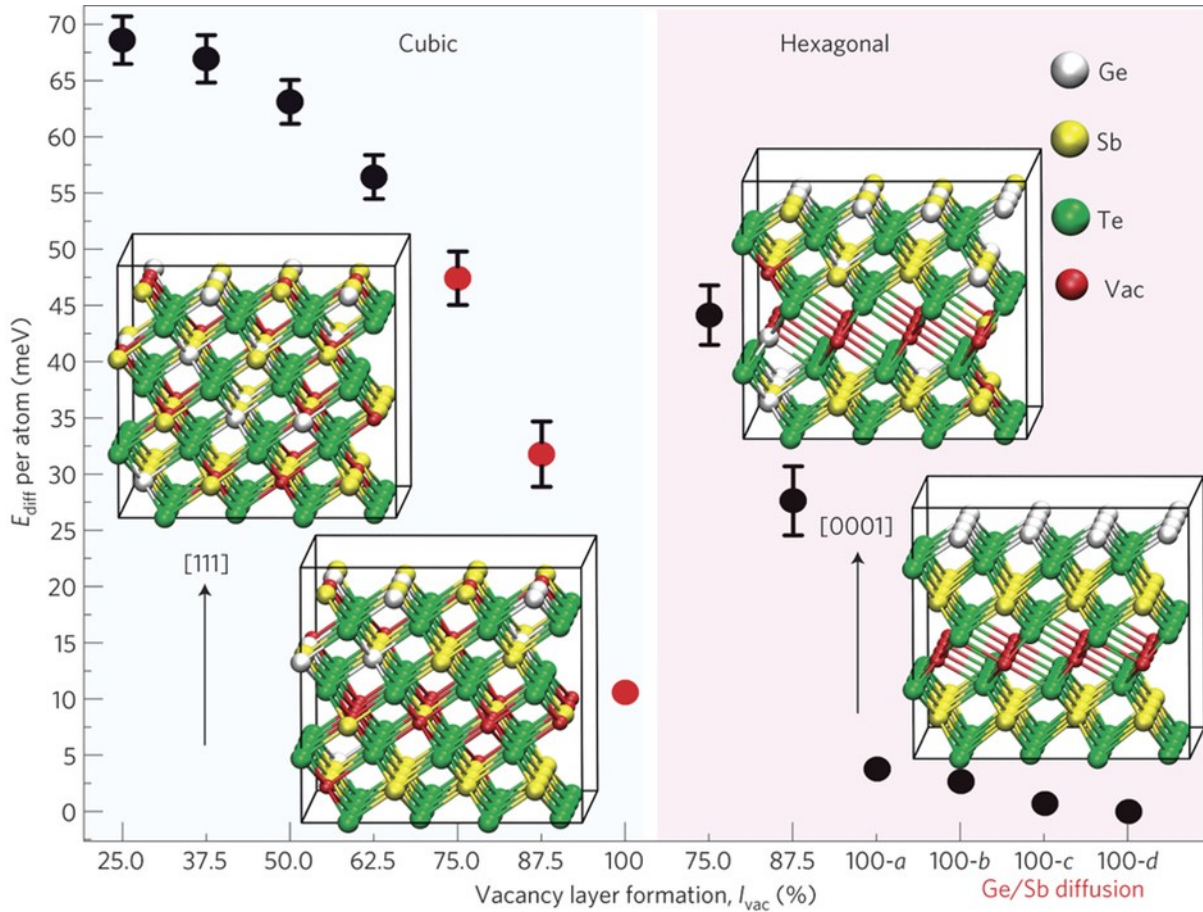 Cubic
Hexagonal
Ge
Sb
Te
Vac
70
65
60
55
50
45
40
35
30
25
20
15
10
5
0
E_diff per atom (meV)
[111]
[0001]
25.0 37.5 50.0 62.5 75.0 87.5 100 75.0 87.5 100-a 100-b 100-c 100-d
Vacancy layer formation, l_vac (%)
Ge/Sb diffusion